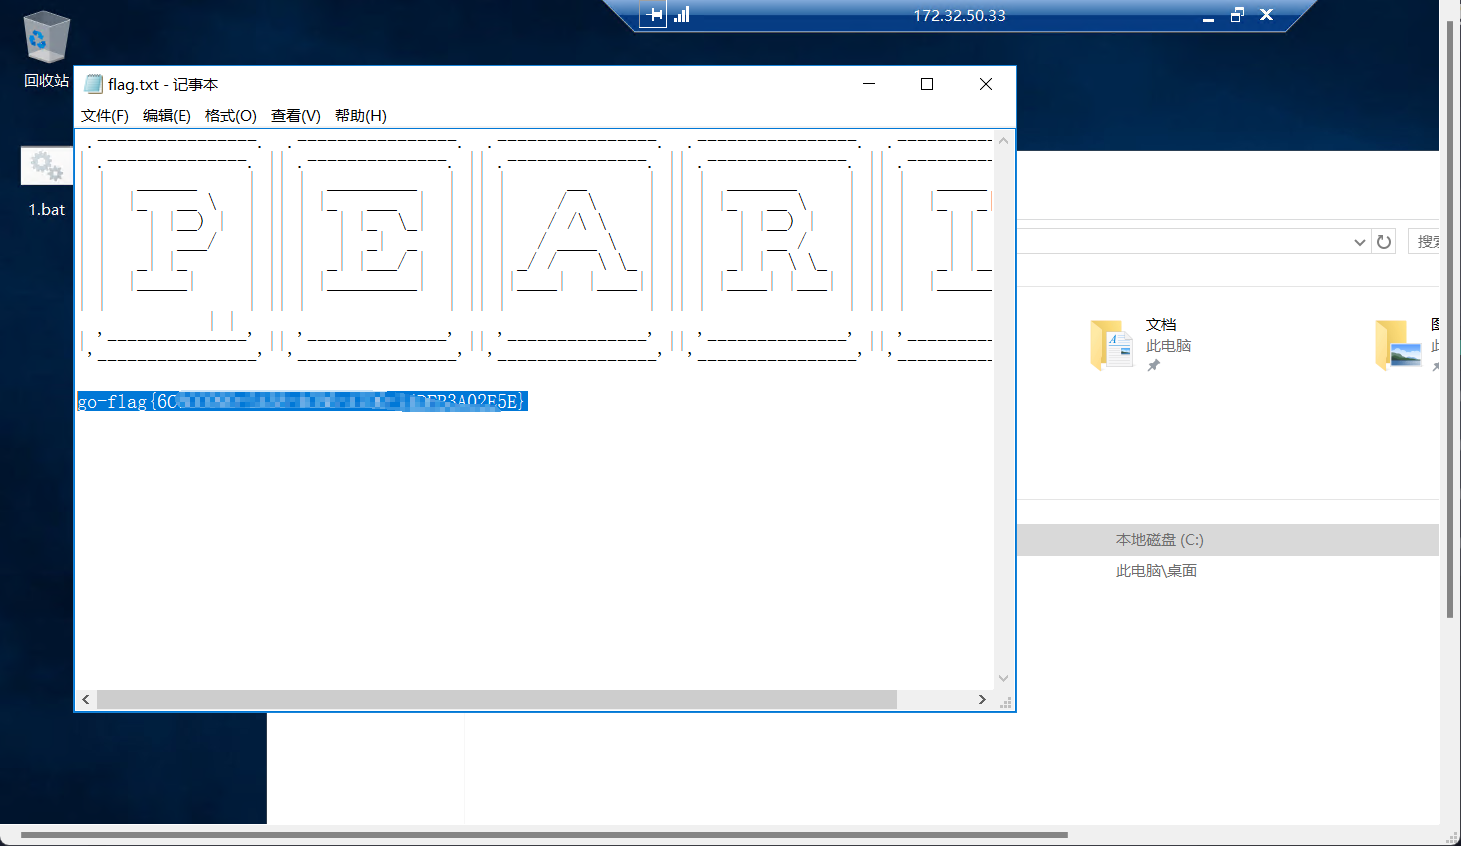 172.32.50.33
回收站
flag.txt - 记事本
文件(F) 编辑(E) 格式(O) 查看(V) 帮助(H)
PEAR
1.bat
搜索
文档
此电脑
go-flag{6C
3A02E5E}
本地磁盘 (C:)
此电脑\桌面